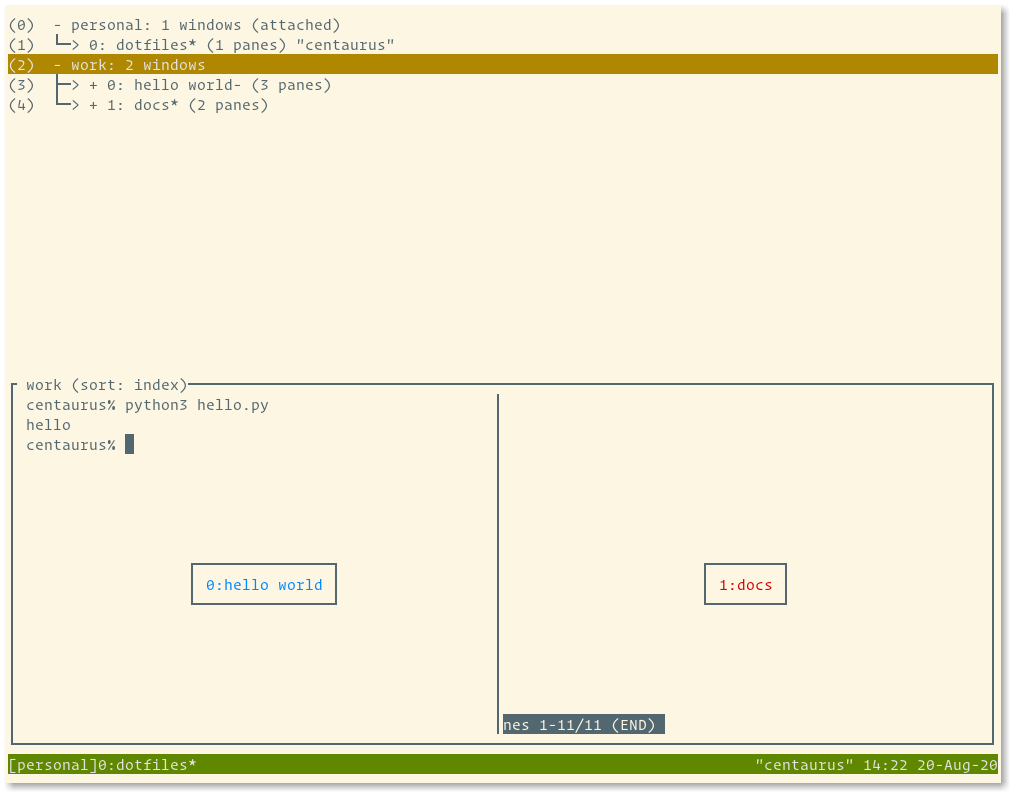 (0)  - personal: 1 windows (attached)
(1)  └─> 0: dotfiles* (1 panes) "centaurus"
(2)  - work: 2 windows
(3)  ├─> + 0: hello world- (3 panes)
(4)  └─> + 1: docs* (2 panes)
work (sort: index)
centaurus% python3 hello.py
hello
centaurus%
0:hello world
1:docs
nes 1-11/11 (END)
[personal]0:dotfiles* "centaurus" 14:22 20-Aug-20